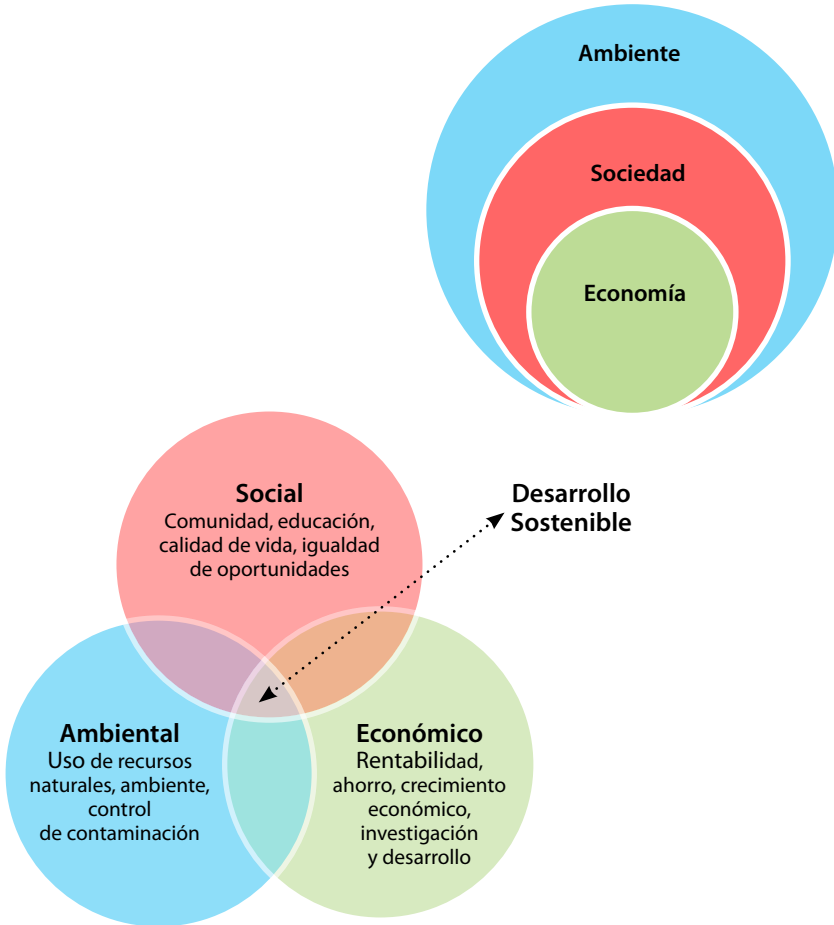 Ambiente
Sociedad
Economía
Social
Comunidad, educación,
calidad de vida, igualdad
de oportunidades
Desarrollo
Sostenible
Ambiental
Uso de recursos
naturales, ambiente,
control
de contaminación
Económico
Rentabilidad,
ahorro, crecimiento
económico,
investigación
y desarrollo